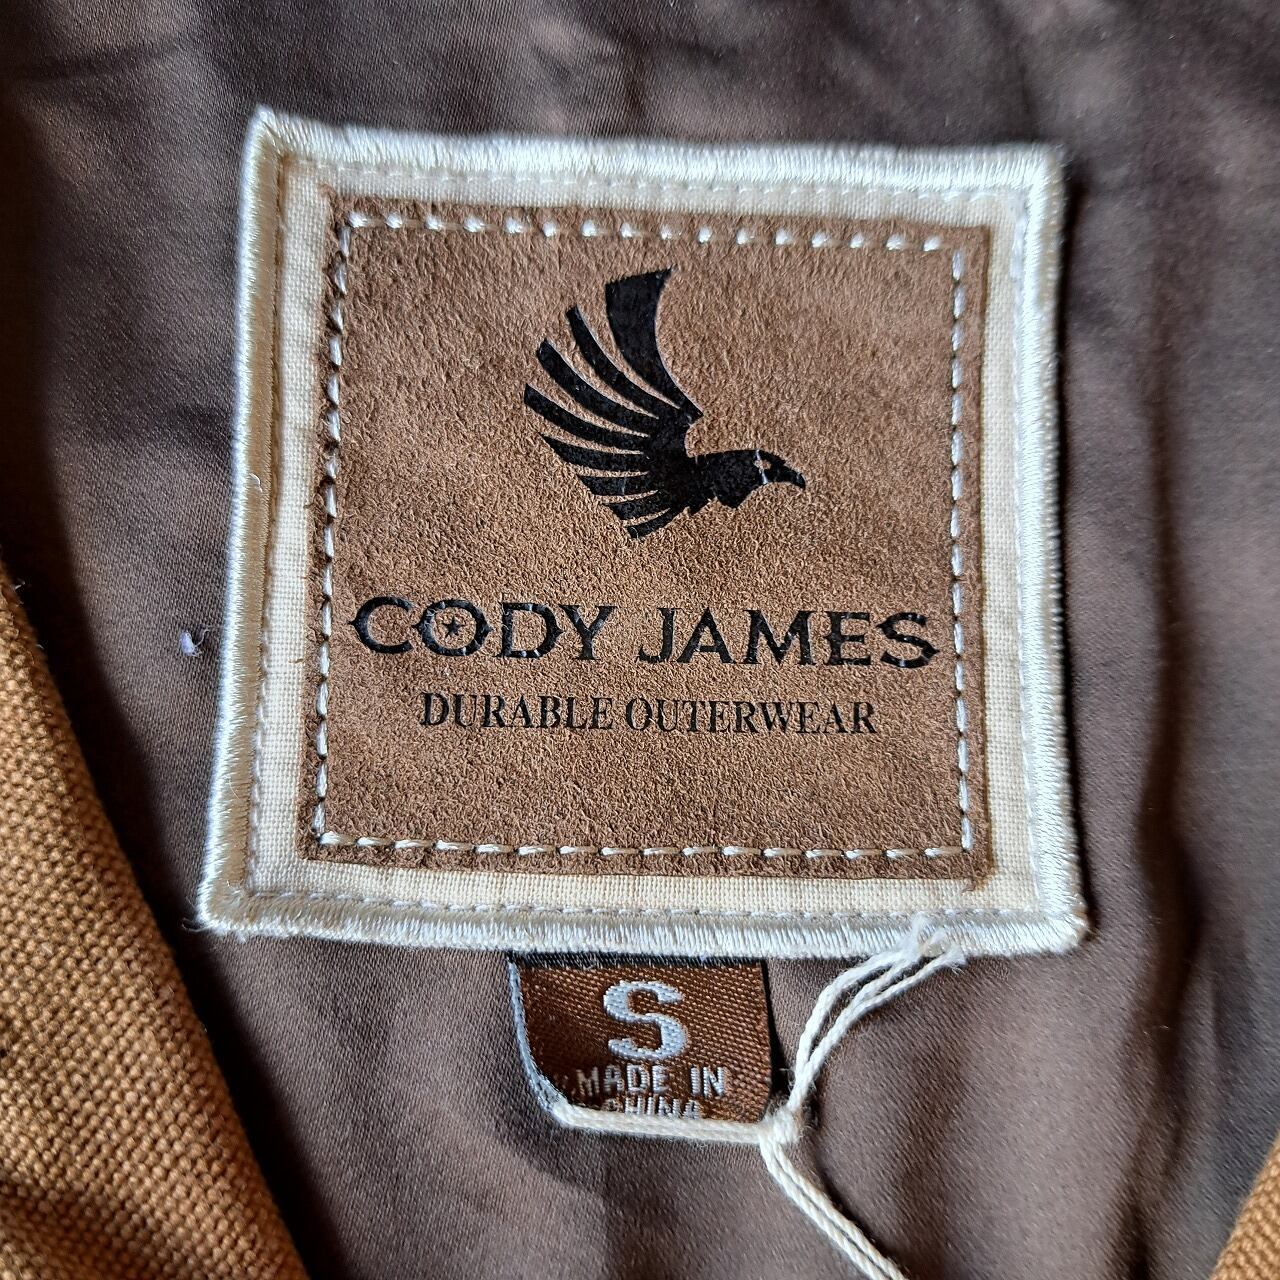 CODY JAMES
DURABLE OUTERWEAR
S
MADE IN
CHINA